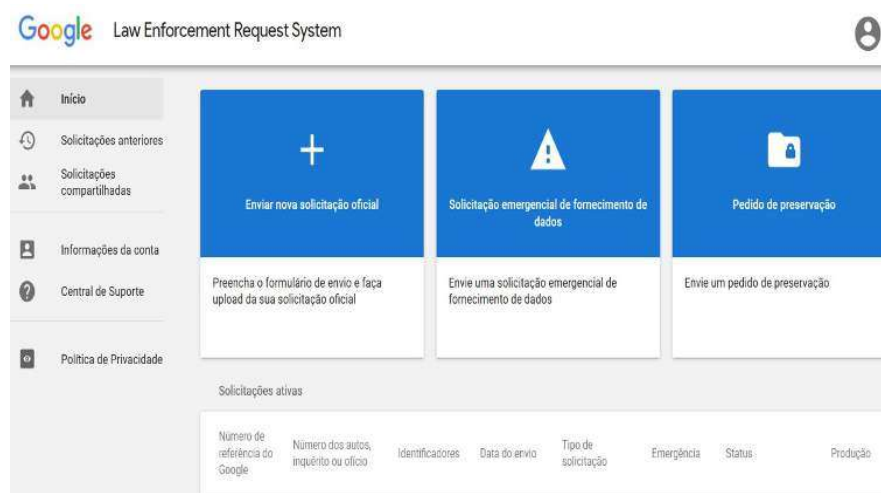 Google Law Enforcement Request System
Início
Solicitações anteriores
Solicitações
compartilhadas
Informações da conta
Central de Suporte
Política de Privacidade
Enviar nova solicitação oficial
Preencha o formulário de envio e faça
upload da sua solicitação oficial
Solicitação emergencial de fornecimento de
dados
Envie uma solicitação emergencial de
fornecimento de dados
Pedido de preservação
Envie um pedido de preservação
Solicitações ativas
Número de
referência do
Google
Número dos autos,
inquérito ou ofício
Identificadores
Data do envio
Tipo de
solicitação
Emergência
Status
Produção